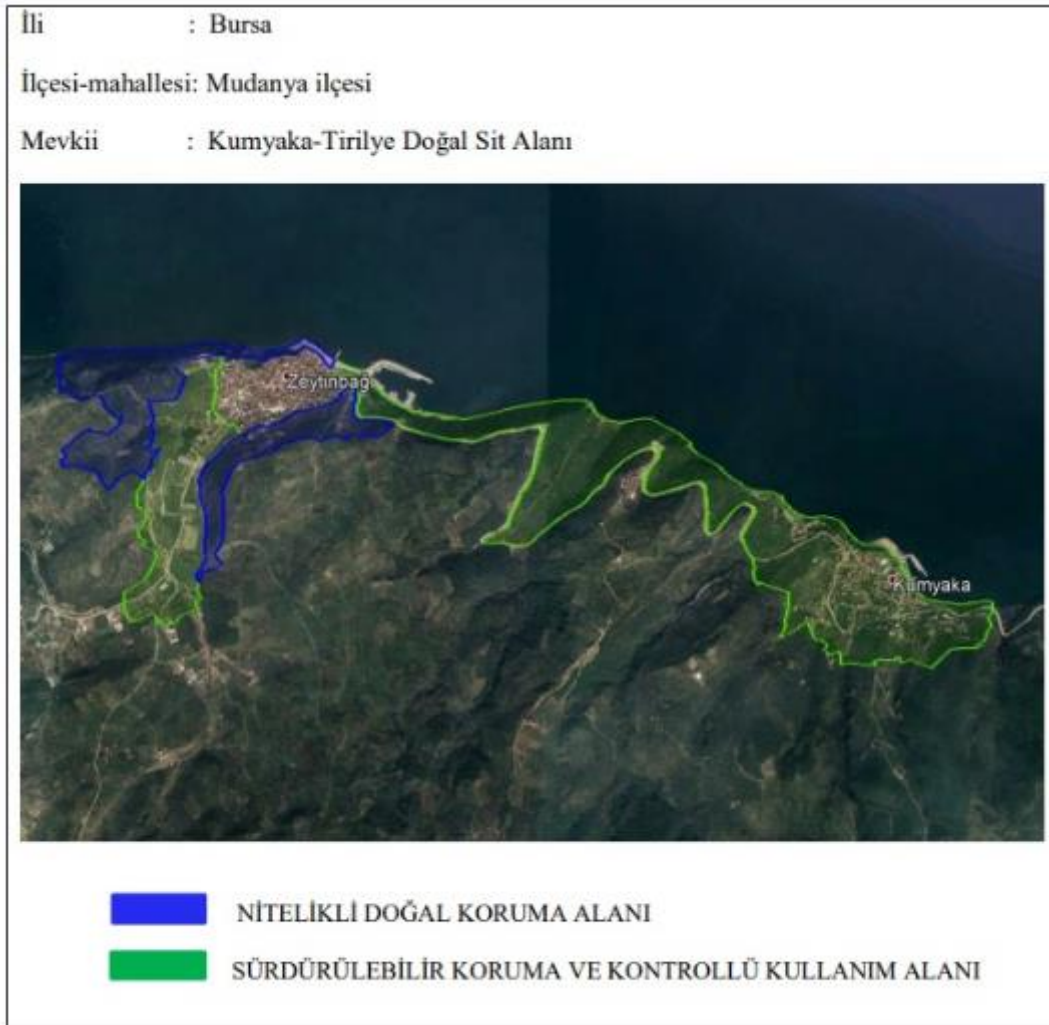 İli : Bursa
İlçesi-mahallesi: Mudanya ilçesi
Mevkii : Kumyaka-Tirilye Doğal Sit Alanı
Zeytinbağ
Kumyaka
NİTELİKLİ DOĞAL KORUMA ALANI
SÜRDÜRÜLEBİLİR KORUMA VE KONTROLLÜ KULLANIM ALANI